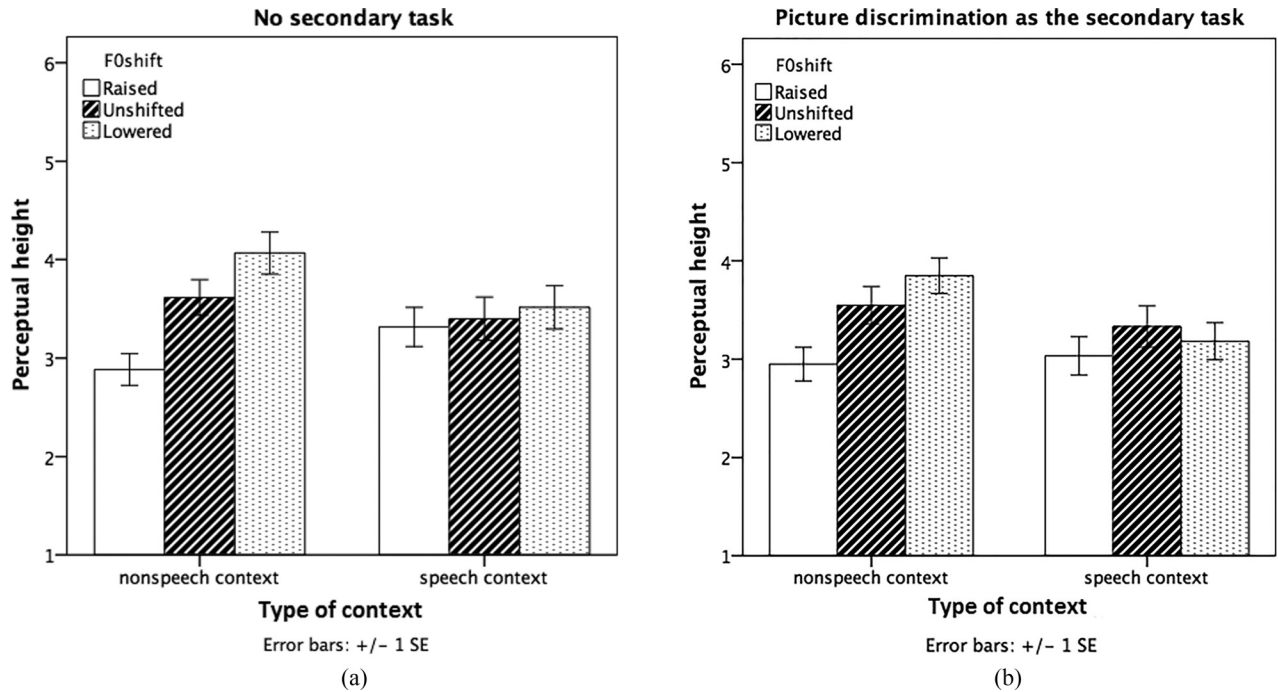 No secondary task
F0shift
Raised
Unshifted
Lowered
6
5
4
3
2
1
Perceptual height
nonspeech context
speech context
Type of context
Error bars: +/- 1 SE
(a)
Picture discrimination as the secondary task
F0shift
Raised
Unshifted
Lowered
6
5
4
3
2
1
Perceptual height
nonspeech context
speech context
Type of context
Error bars: +/- 1 SE
(b)